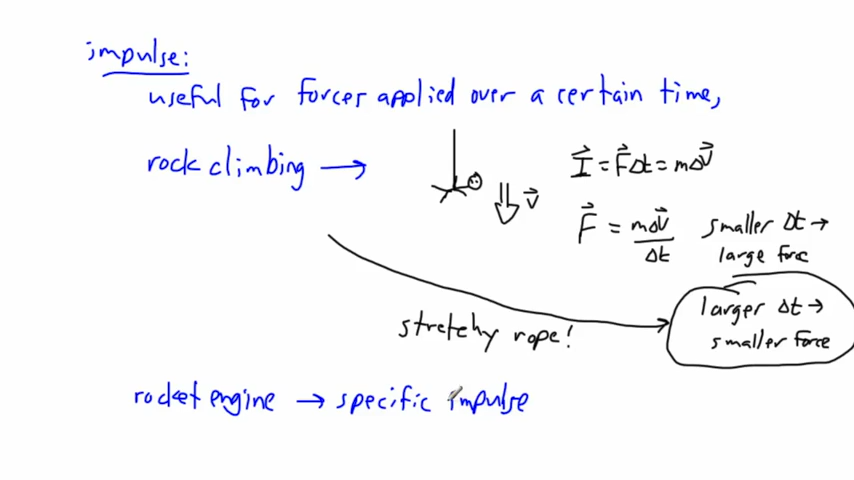 impulse:
useful for forces applied over a certain time,
rock climbing →
I⃗ = F⃗Δt = mΔV⃗
v⃗
F⃗ = mΔV⃗/Δt
smaller Δt →
large force
larger Δt →
smaller force
stretchy rope!
rocket engine → specific impulse